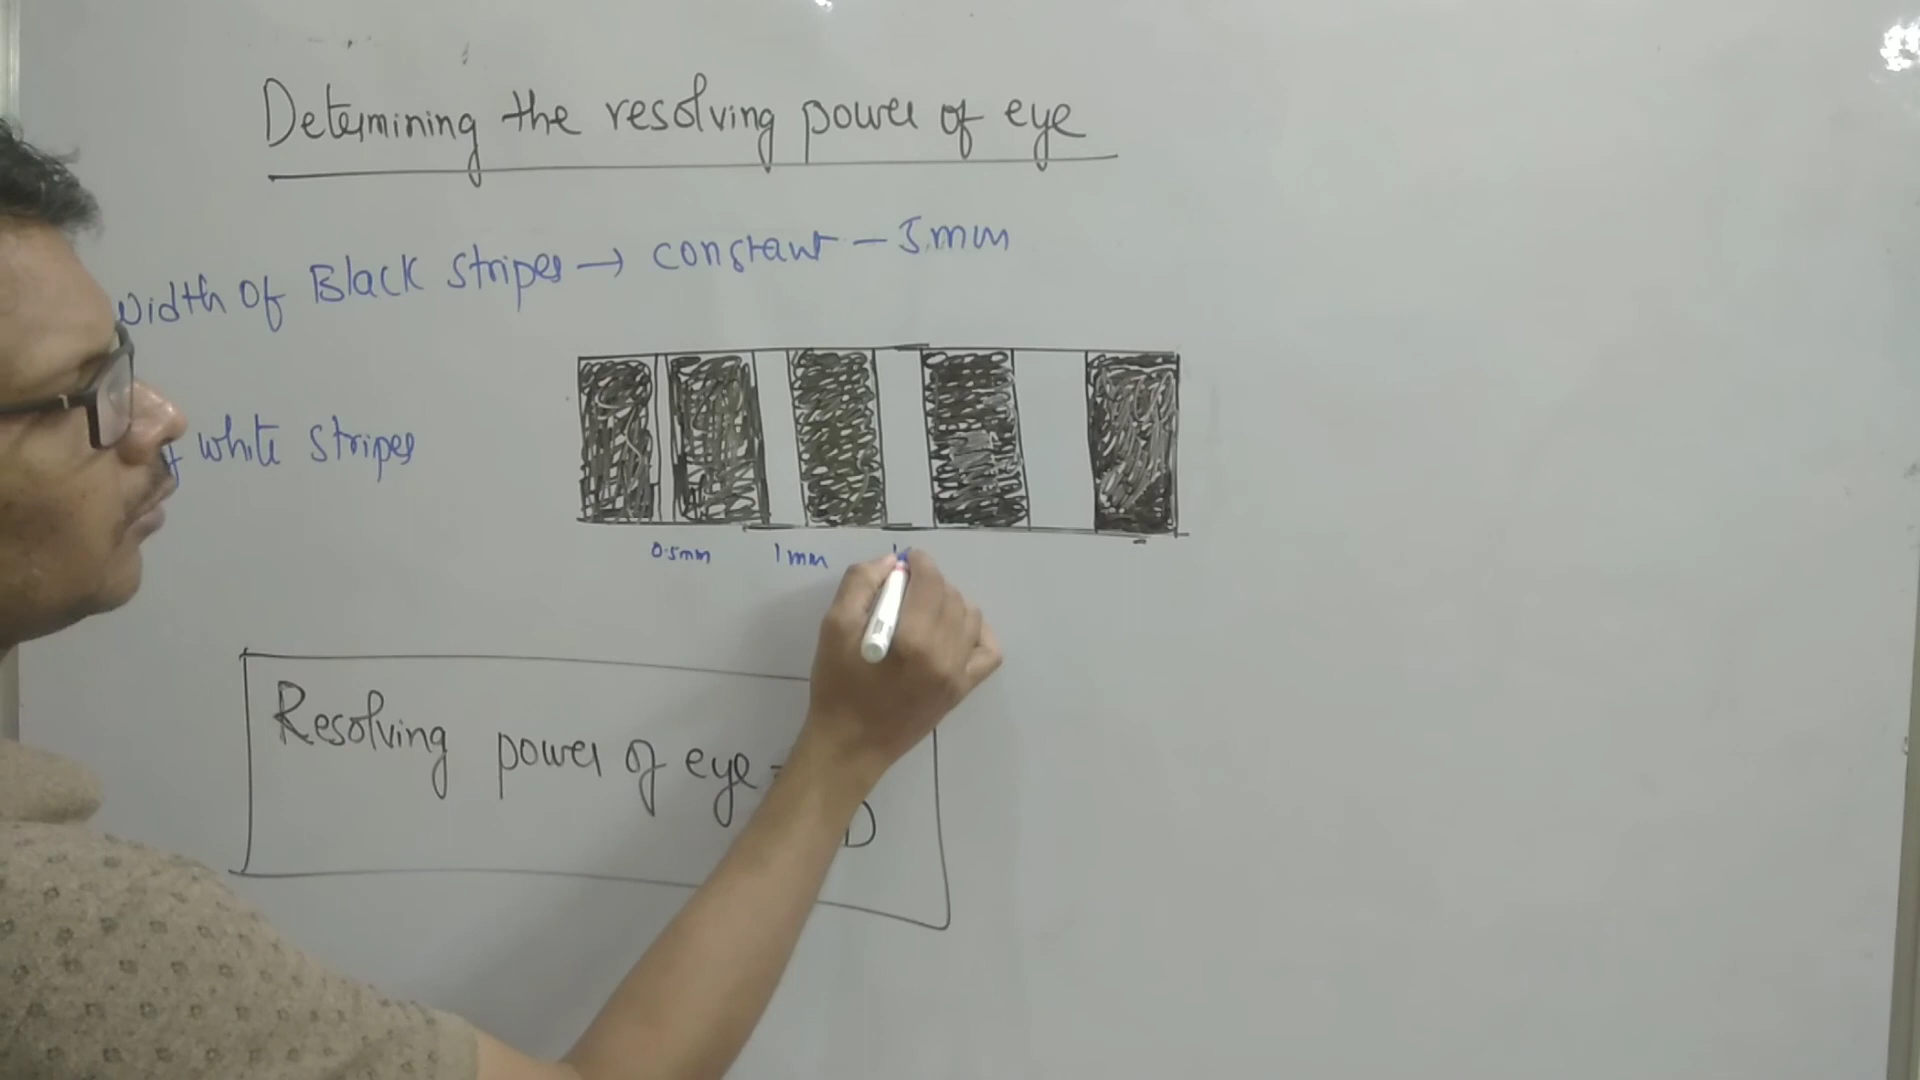 Determining the resolving power of eye
Width of Black stripes → constant – 5mm
white stripes
0.5mm 1mm
Resolving power of eye =
D